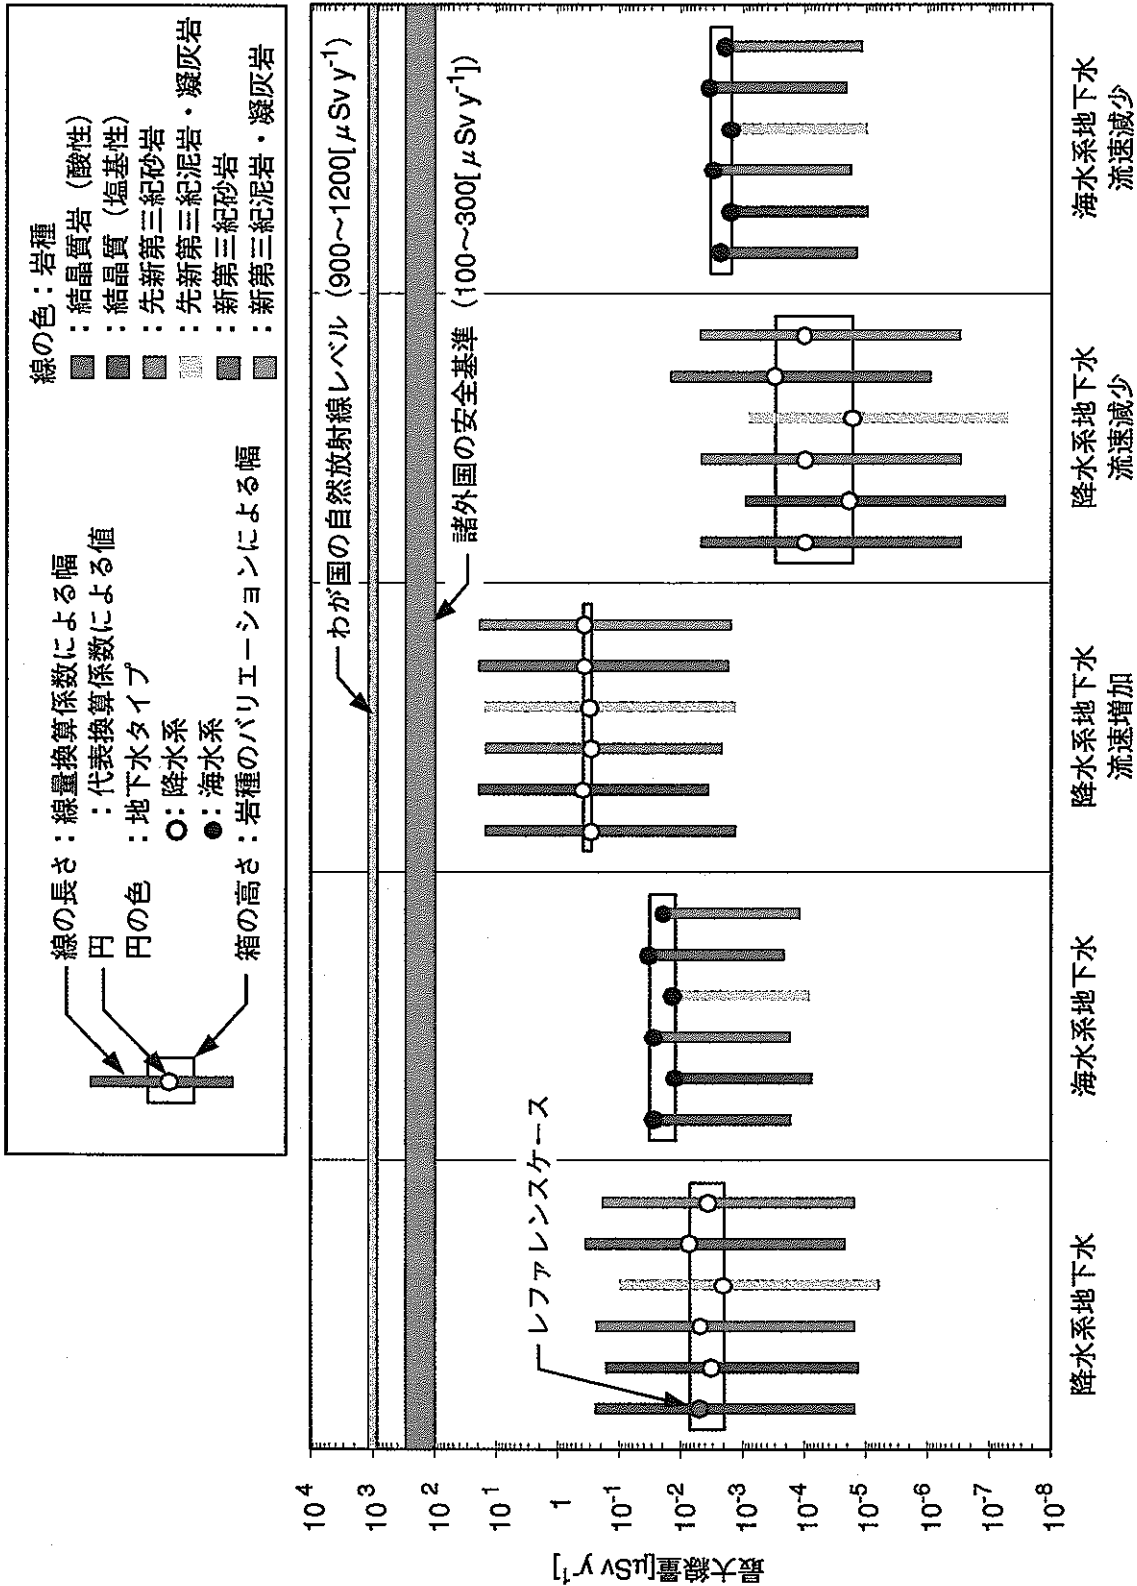 線の長さ：線量換算係数による幅
円　　　：代表換算係数による値
円の色　：地下水タイプ
：降水系
：海水系
箱の高さ：岩種のバリエーションによる幅
線の色：岩種
：結晶質岩（酸性）
：結晶質（塩基性）
：先新第三紀砂岩
：先新第三紀泥岩・凝灰岩
：新第三紀砂岩
：新第三紀泥岩・凝灰岩
最大線量[μSv y⁻¹]
10⁴
10³
10²
10¹
1
10⁻¹
10⁻²
10⁻³
10⁻⁴
10⁻⁵
10⁻⁶
10⁻⁷
10⁻⁸
わが国の自然放射線レベル（900～1200[μSv y⁻¹]）
諸外国の安全基準（100～300[μSv y⁻¹]）
レファレンスケース
降水系地下水
海水系地下水
降水系地下水
流速増加
降水系地下水
流速減少
海水系地下水
流速減少